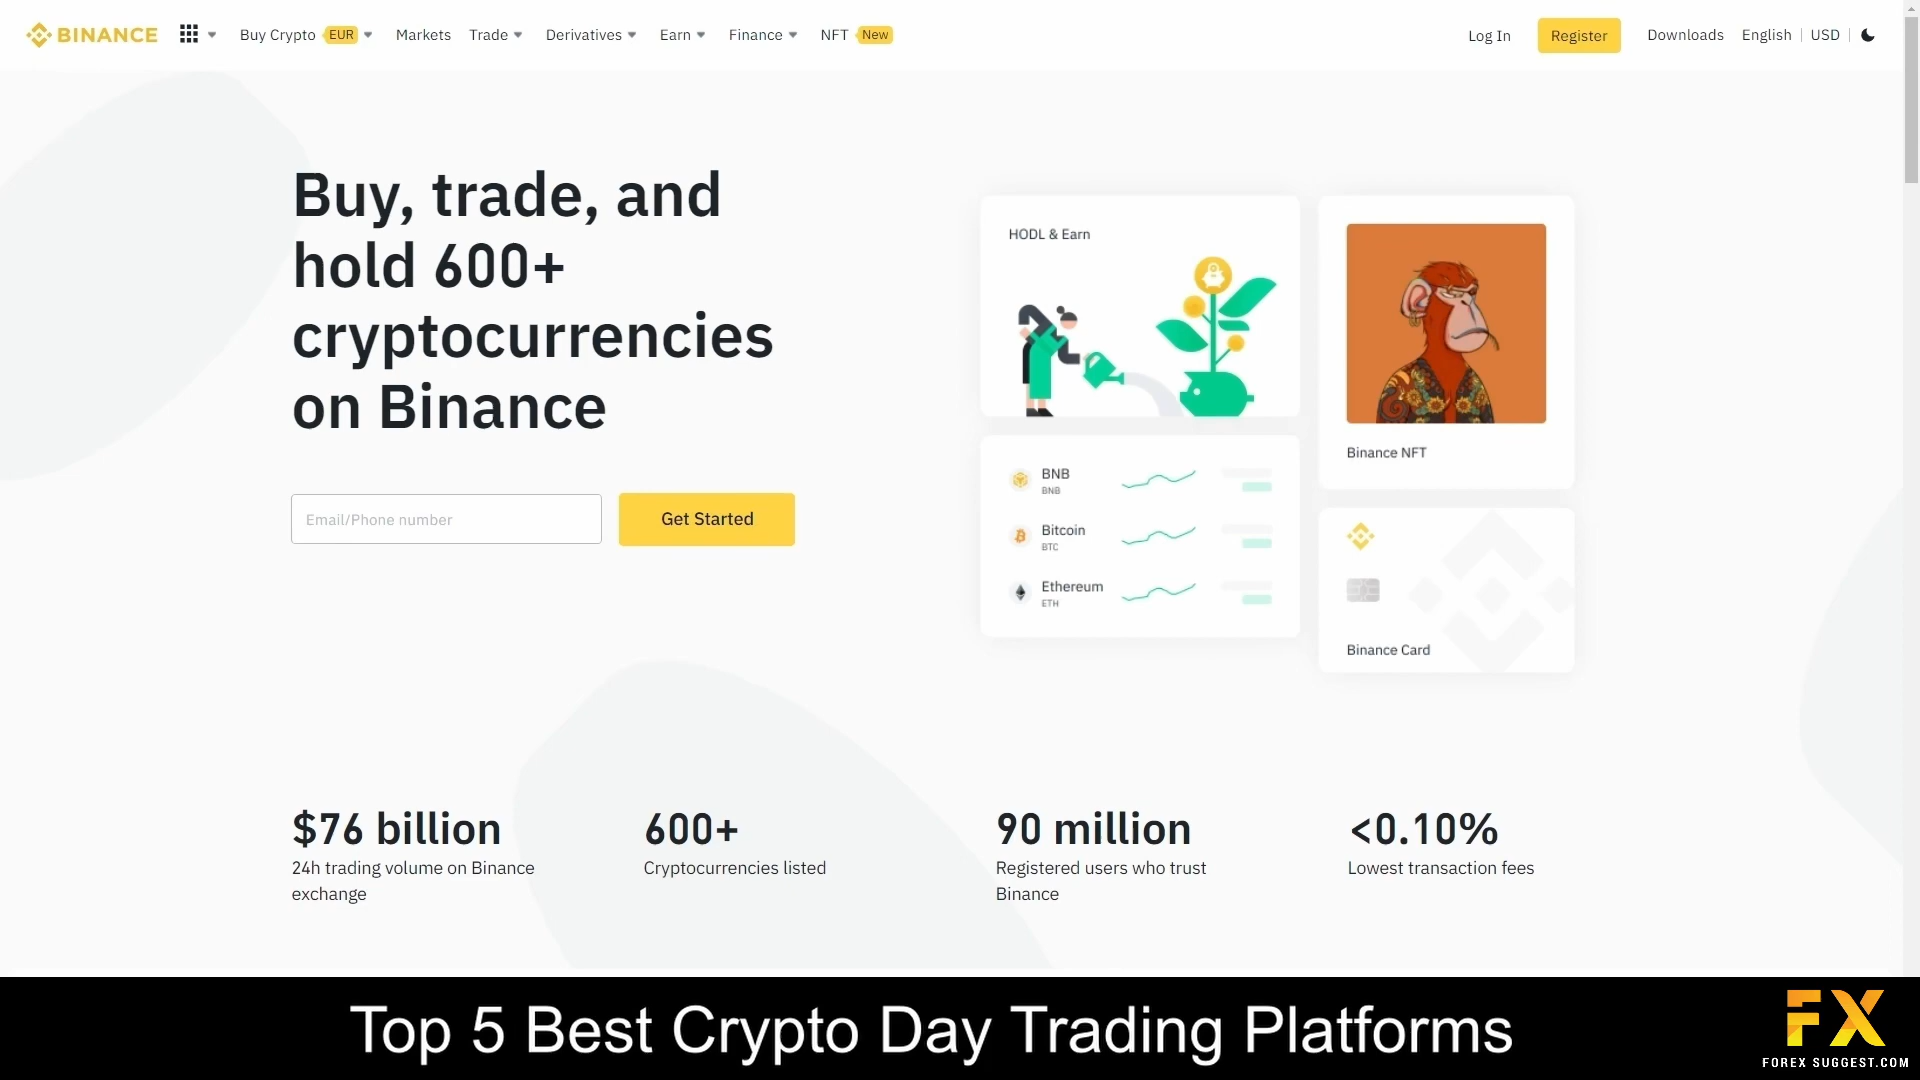 BINANCE
Buy Crypto EUR
Markets
Trade
Derivatives
Earn
Finance
NFT New
Log In
Register
Downloads
English
USD
Buy, trade, and
hold 600+
cryptocurrencies
on Binance
Email/Phone number
Get Started
HODL & Earn
BNB
BNB
Bitcoin
BTC
Ethereum
ETH
Binance NFT
Binance Card
$76 billion
24h trading volume on Binance
exchange
600+
Cryptocurrencies listed
90 million
Registered users who trust
Binance
<0.10%
Lowest transaction fees
Top 5 Best Crypto Day Trading Platforms
FX
FOREX SUGGEST.COM